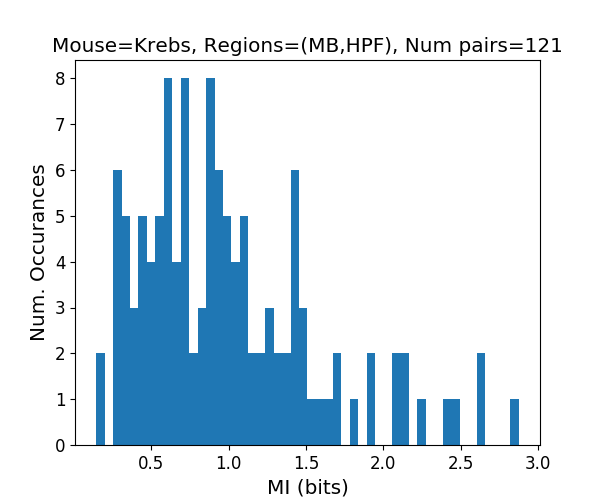 Mouse=Krebs, Regions=(MB,HPF), Num pairs=121
8
7
6
5
4
3
2
1
0
Num. Occurances
0.5 1.0 1.5 2.0 2.5 3.0
MI (bits)